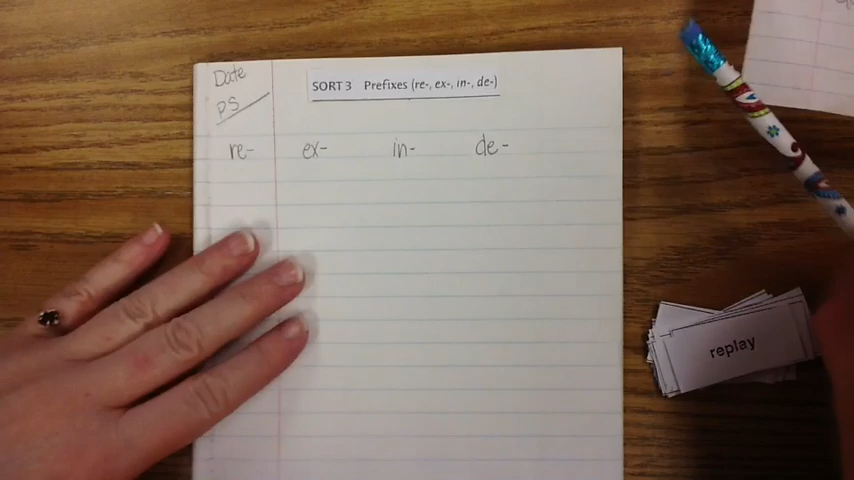 Date
PS
SORT 3 Prefixes (re-, ex-, in-, de-)
re- ex- in- de-
replay